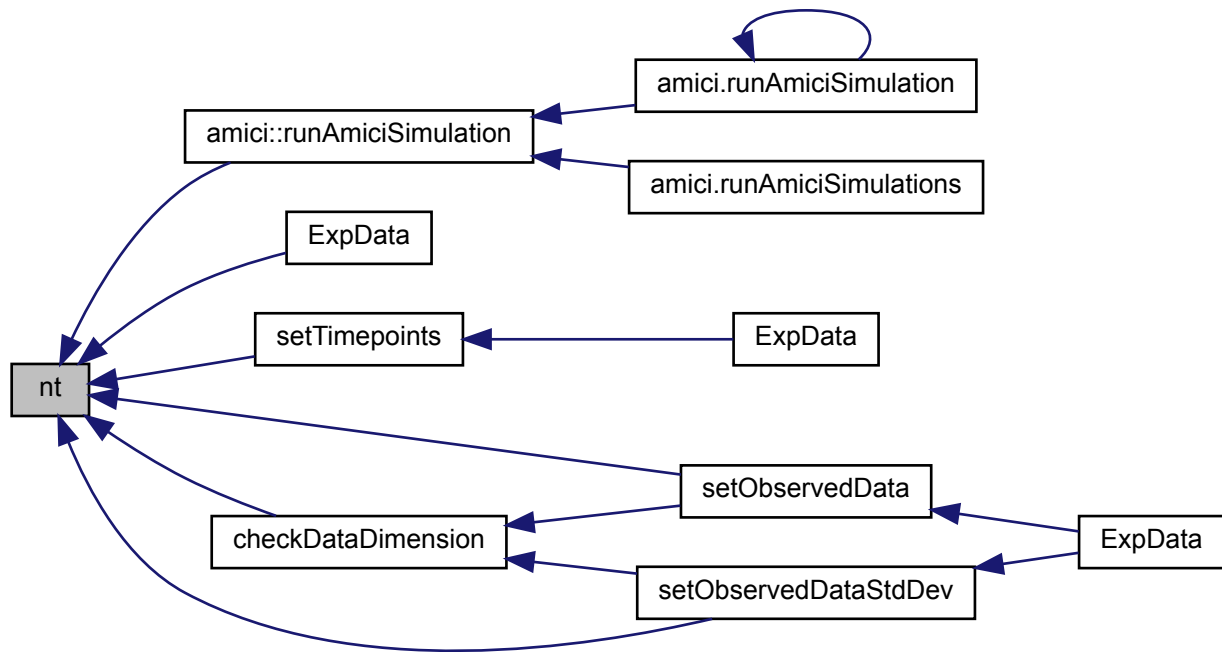 amici.runAmiciSimulation
amici::runAmiciSimulation
amici.runAmiciSimulations
ExpData
setTimepoints
ExpData
nt
setObservedData
checkDataDimension
ExpData
setObservedDataStdDev